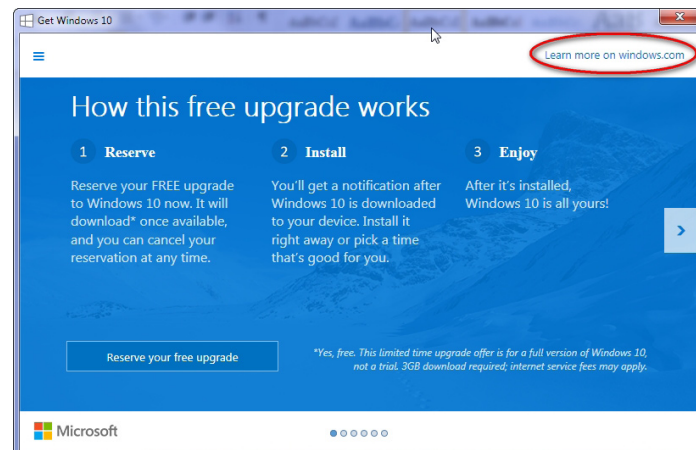 Get Windows 10
Learn more on windows.com
How this free upgrade works
1 Reserve
Reserve your FREE upgrade
to Windows 10 now. It will
download* once available,
and you can cancel your
reservation at any time.
2 Install
You'll get a notification after
Windows 10 is downloaded
to your device. Install it
right away or pick a time
that's good for you.
3 Enjoy
After it's installed,
Windows 10 is all yours!
Reserve your free upgrade
*Yes, free. This limited time upgrade offer is for a full version of Windows 10,
not a trial. 3GB download required; internet service fees may apply.
Microsoft